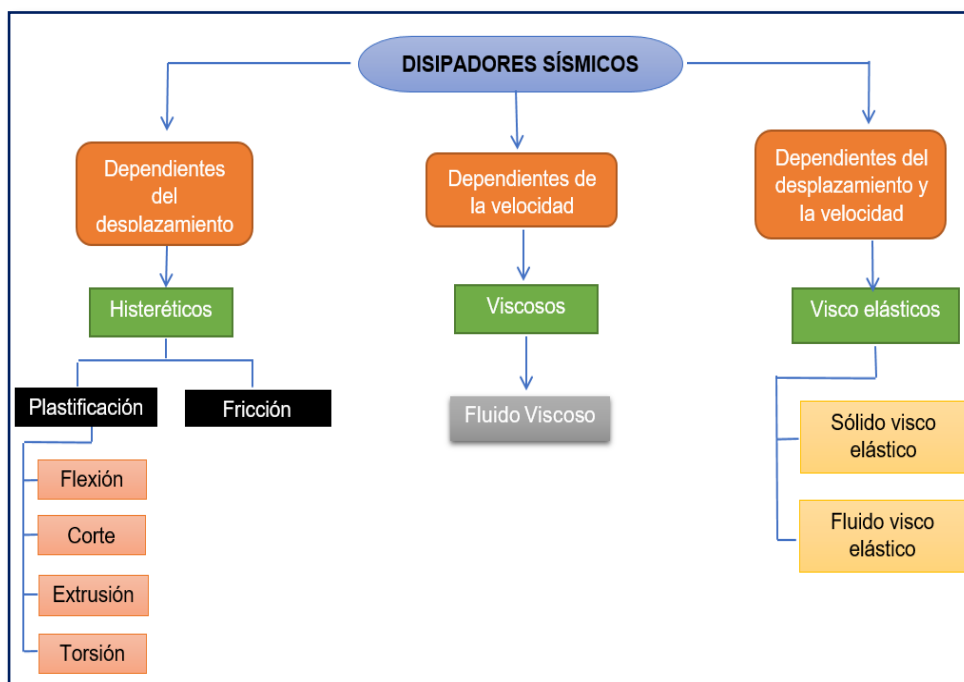 DISIPADORES SÍSMICOS
Dependientes
del
desplazamiento
Dependientes de
la velocidad
Dependientes del
desplazamiento y
la velocidad
Histeréticos
Viscosos
Visco elásticos
Plastificación
Fricción
Fluido Viscoso
Sólido visco
elástico
Flexión
Corte
Fluido visco
elástico
Extrusión
Torsión